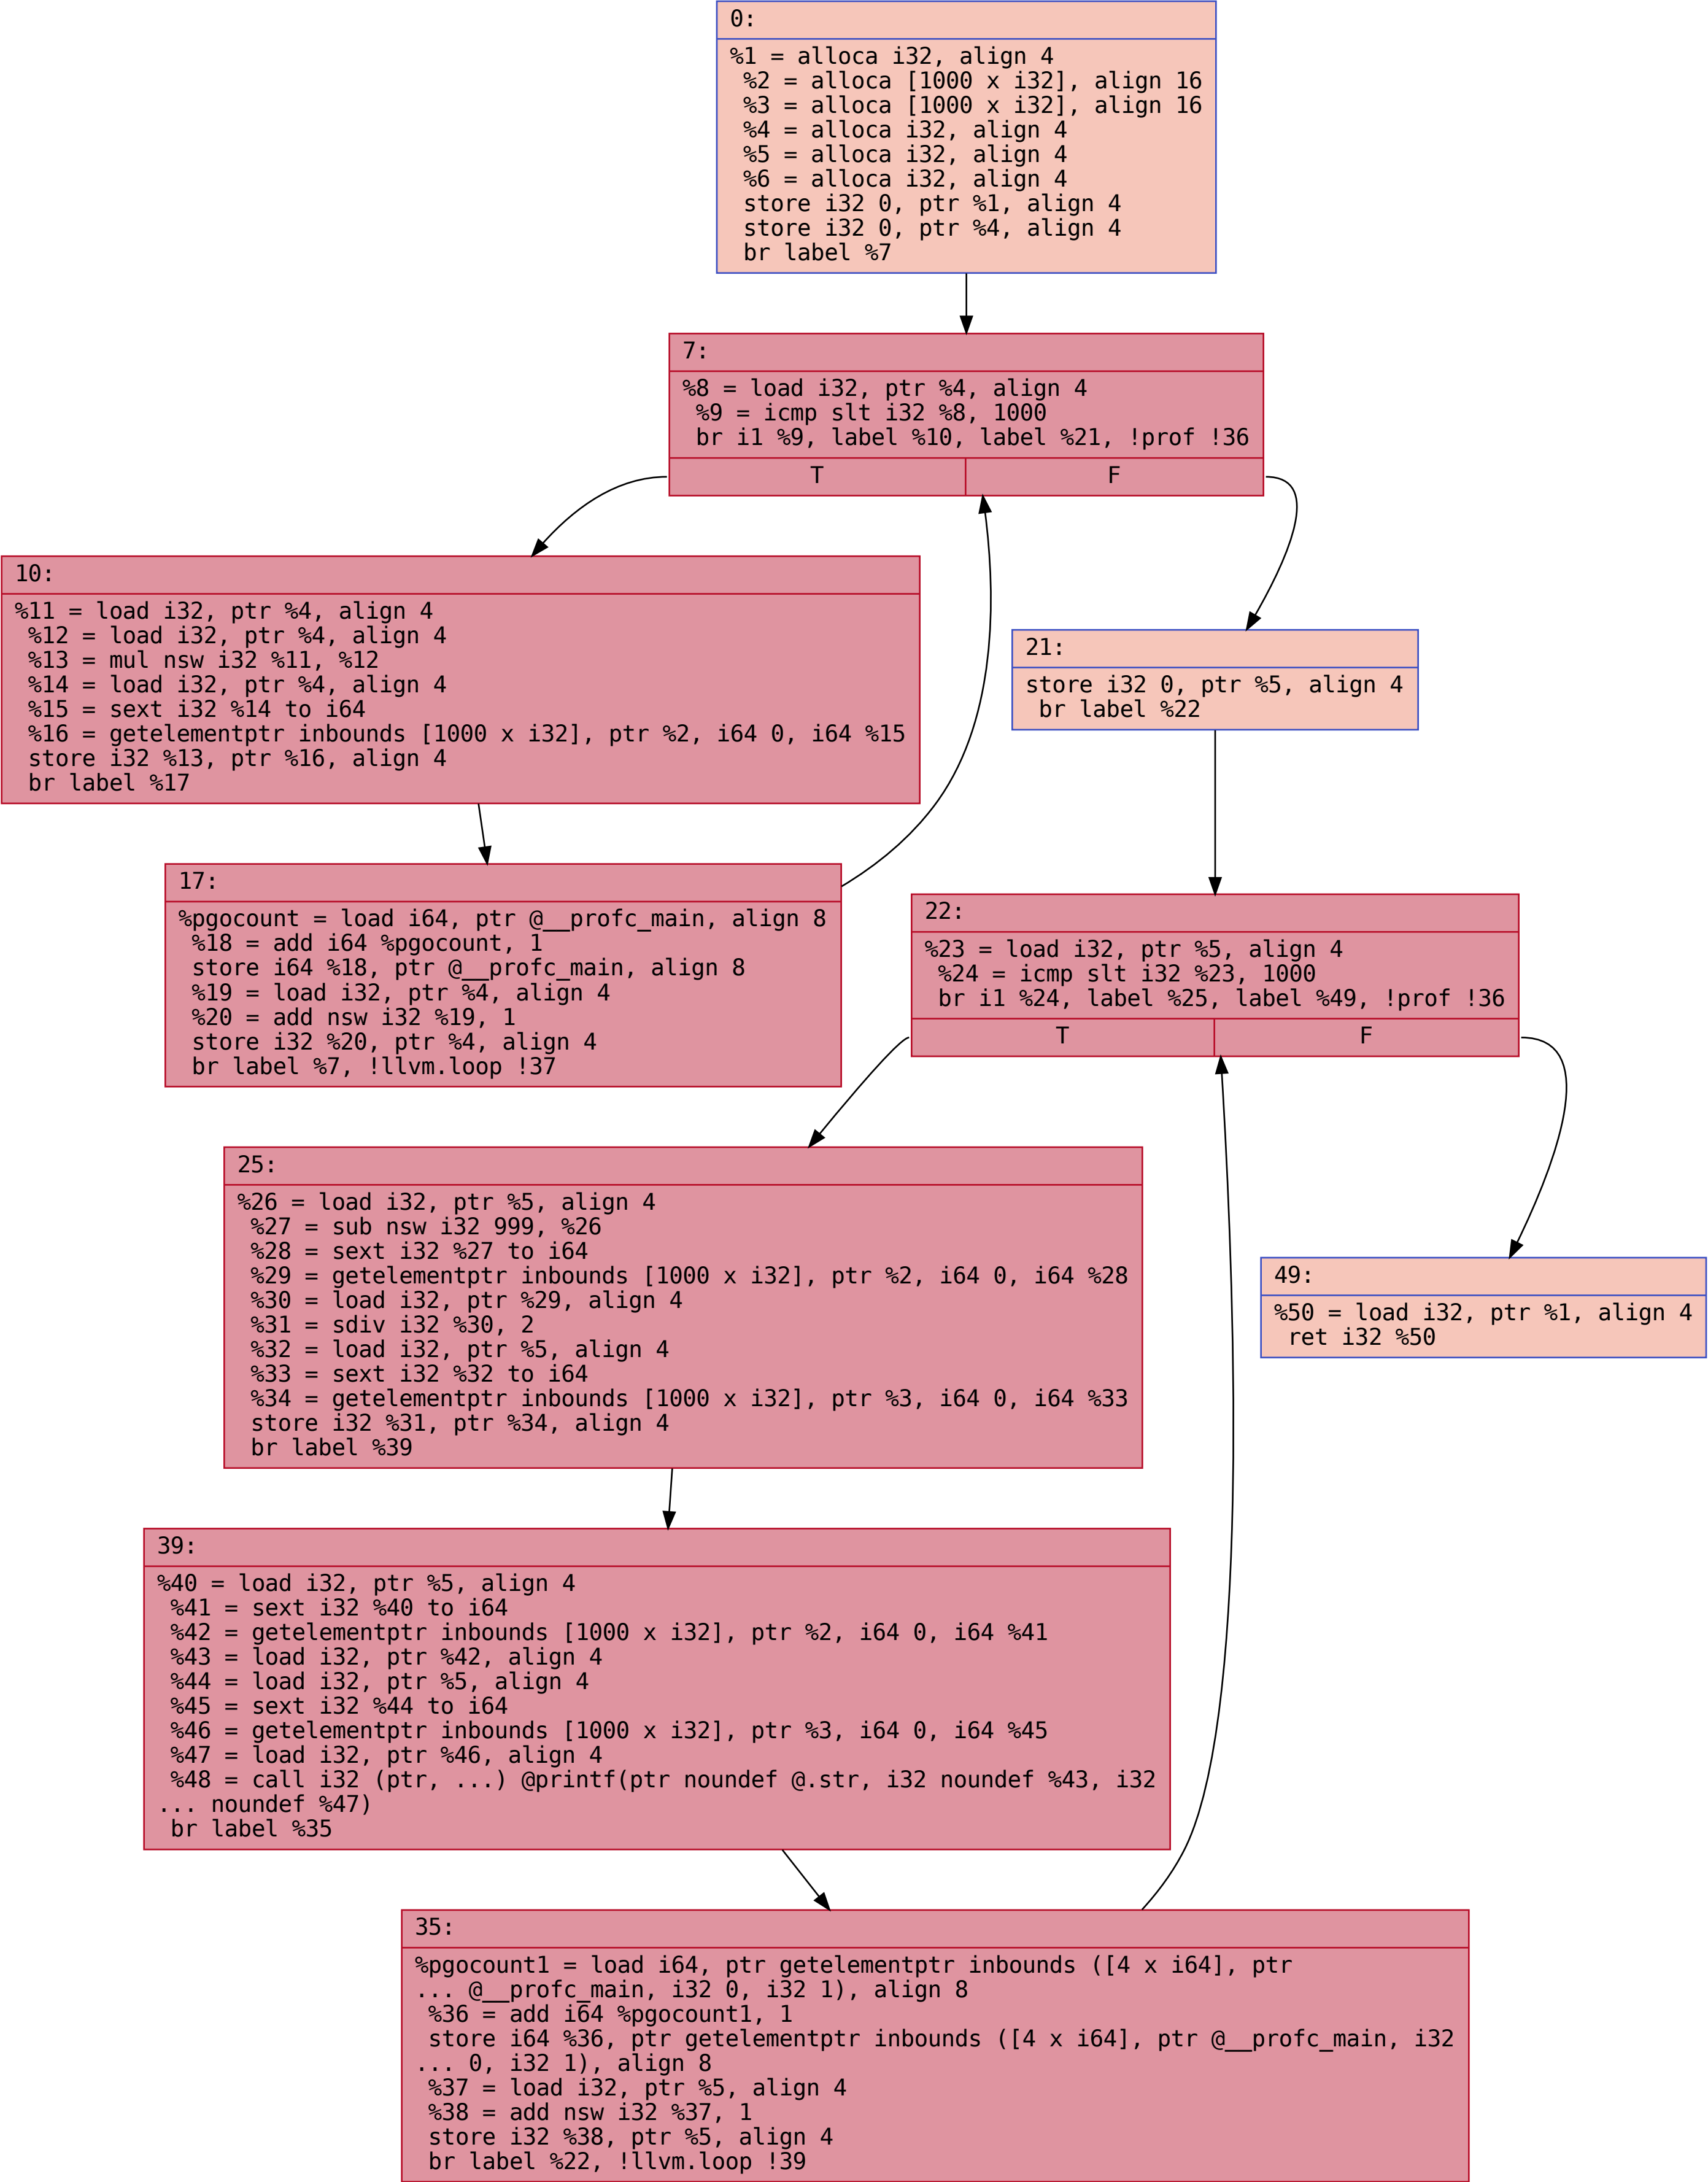 0:
%1 = alloca i32, align 4
%2 = alloca [1000 x i32], align 16
%3 = alloca [1000 x i32], align 16
%4 = alloca i32, align 4
%5 = alloca i32, align 4
%6 = alloca i32, align 4
store i32 0, ptr %1, align 4
store i32 0, ptr %4, align 4
br label %7
7:
%8 = load i32, ptr %4, align 4
%9 = icmp slt i32 %8, 1000
br i1 %9, label %10, label %21, !prof !36
T F
10:
%11 = load i32, ptr %4, align 4
%12 = load i32, ptr %4, align 4
%13 = mul nsw i32 %11, %12
%14 = load i32, ptr %4, align 4
%15 = sext i32 %14 to i64
%16 = getelementptr inbounds [1000 x i32], ptr %2, i64 0, i64 %15
store i32 %13, ptr %16, align 4
br label %17
21:
store i32 0, ptr %5, align 4
br label %22
17:
%pgocount = load i64, ptr @__profc_main, align 8
%18 = add i64 %pgocount, 1
store i64 %18, ptr @__profc_main, align 8
%19 = load i32, ptr %4, align 4
%20 = add nsw i32 %19, 1
store i32 %20, ptr %4, align 4
br label %7, !llvm.loop !37
22:
%23 = load i32, ptr %5, align 4
%24 = icmp slt i32 %23, 1000
br i1 %24, label %25, label %49, !prof !36
T F
25:
%26 = load i32, ptr %5, align 4
%27 = sub nsw i32 999, %26
%28 = sext i32 %27 to i64
%29 = getelementptr inbounds [1000 x i32], ptr %2, i64 0, i64 %28
%30 = load i32, ptr %29, align 4
%31 = sdiv i32 %30, 2
%32 = load i32, ptr %5, align 4
%33 = sext i32 %32 to i64
%34 = getelementptr inbounds [1000 x i32], ptr %3, i64 0, i64 %33
store i32 %31, ptr %34, align 4
br label %39
49:
%50 = load i32, ptr %1, align 4
ret i32 %50
39:
%40 = load i32, ptr %5, align 4
%41 = sext i32 %40 to i64
%42 = getelementptr inbounds [1000 x i32], ptr %2, i64 0, i64 %41
%43 = load i32, ptr %42, align 4
%44 = load i32, ptr %5, align 4
%45 = sext i32 %44 to i64
%46 = getelementptr inbounds [1000 x i32], ptr %3, i64 0, i64 %45
%47 = load i32, ptr %46, align 4
%48 = call i32 (ptr, ...) @printf(ptr noundef @.str, i32 noundef %43, i32
... noundef %47)
br label %35
35:
%pgocount1 = load i64, ptr getelementptr inbounds ([4 x i64], ptr
... @__profc_main, i32 0, i32 1), align 8
%36 = add i64 %pgocount1, 1
store i64 %36, ptr getelementptr inbounds ([4 x i64], ptr @__profc_main, i32
... 0, i32 1), align 8
%37 = load i32, ptr %5, align 4
%38 = add nsw i32 %37, 1
store i32 %38, ptr %5, align 4
br label %22, !llvm.loop !39